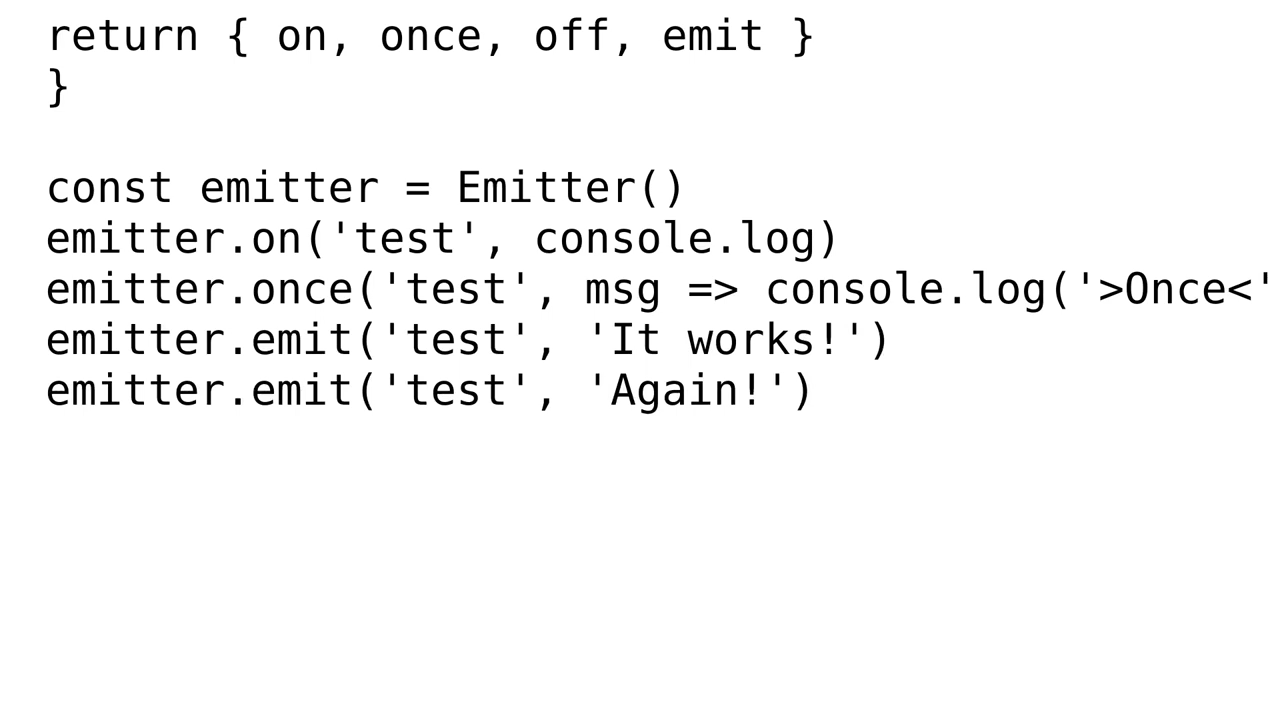 return { on, once, off, emit }
}

const emitter = Emitter()
emitter.on('test', console.log)
emitter.once('test', msg => console.log('>Once<'
emitter.emit('test', 'It works!')
emitter.emit('test', 'Again!')